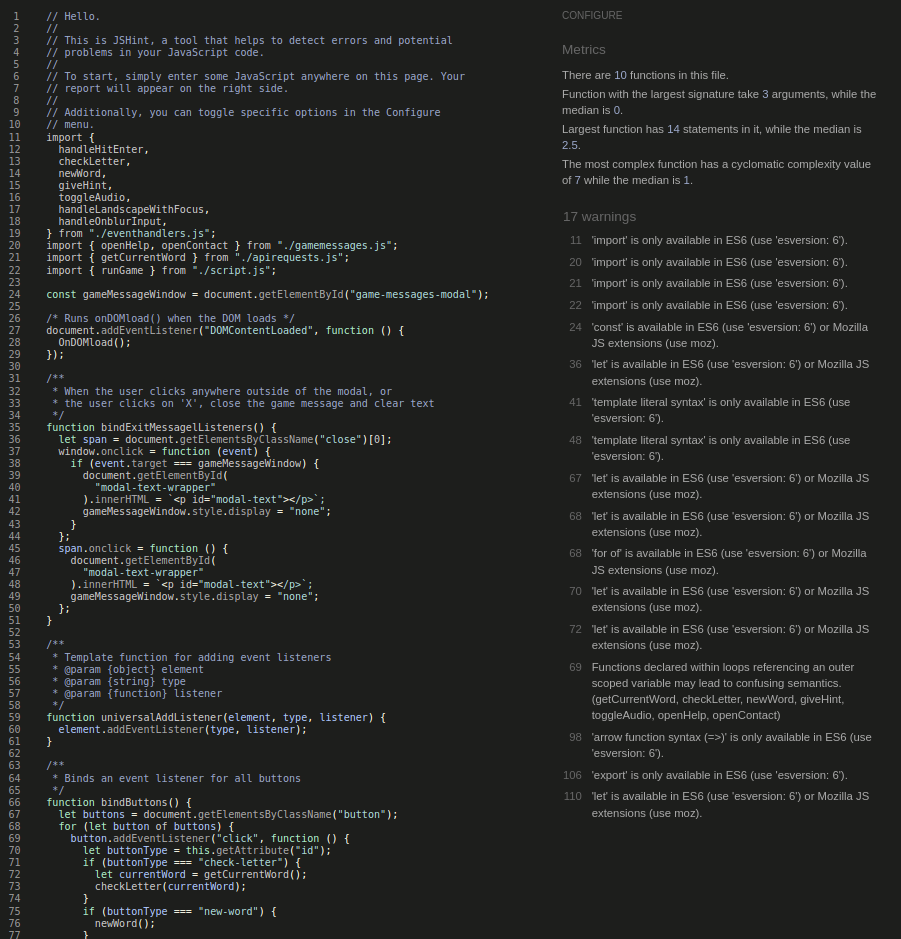 1 // Hello.
2 //
3 // This is JSHint, a tool that helps to detect errors and potential
4 // problems in your JavaScript code.
5 //
6 // To start, simply enter some JavaScript anywhere on this page. Your
7 // report will appear on the right side.
8 //
9 // Additionally, you can toggle specific options in the Configure
10 // menu.
11 import {
12   handleHitEnter,
13   checkLetter,
14   newWord,
15   giveHint,
16   toggleAudio,
17   handleLandscapeWithFocus,
18   handleOnblurInput,
19 } from "./eventhandlers.js";
20 import { openHelp, openContact } from "./gamemessages.js";
21 import { getCurrentWord } from "./apirequests.js";
22 import { runGame } from "./script.js";
23
24 const gameMessageWindow = document.getElementById("game-messages-modal");
25
26 /* Runs onDOMload() when the DOM loads */
27 document.addEventListener("DOMContentLoaded", function () {
28   OnDOMload();
29 });
30
31 /**
32  * When the user clicks anywhere outside of the modal, or
33  * the user clicks on 'X', close the game message and clear text
34  */
35 function bindExitMessagelListeners() {
36   let span = document.getElementsByClassName("close")[0];
37   window.onclick = function (event) {
38     if (event.target === gameMessageWindow) {
39       document.getElementById(
40         "modal-text-wrapper"
41       ).innerHTML = `<p id="modal-text"></p>`;
42       gameMessageWindow.style.display = "none";
43     }
44   };
45   span.onclick = function () {
46     document.getElementById(
47       "modal-text-wrapper"
48     ).innerHTML = `<p id="modal-text"></p>`;
49     gameMessageWindow.style.display = "none";
50   };
51 }
52
53 /**
54  * Template function for adding event listeners
55  * @param {object} element
56  * @param {string} type
57  * @param {function} listener
58  */
59 function universalAddListener(element, type, listener) {
60   element.addEventListener(type, listener);
61 }
62
63 /**
64  * Binds an event listener for all buttons
65  */
66 function bindButtons() {
67   let buttons = document.getElementsByClassName("button");
68   for (let button of buttons) {
69     button.addEventListener("click", function () {
70       let buttonType = this.getAttribute("id");
71       if (buttonType === "check-letter") {
72         let currentWord = getCurrentWord();
73         checkLetter(currentWord);
74       }
75       if (buttonType === "new-word") {
76         newWord();
77       }
CONFIGURE
Metrics
There are 10 functions in this file.
Function with the largest signature take 3 arguments, while the
median is 0.
Largest function has 14 statements in it, while the median is
2.5.
The most complex function has a cyclomatic complexity value
of 7 while the median is 1.
17 warnings
11 'import' is only available in ES6 (use 'esversion: 6').
20 'import' is only available in ES6 (use 'esversion: 6').
21 'import' is only available in ES6 (use 'esversion: 6').
22 'import' is only available in ES6 (use 'esversion: 6').
24 'const' is available in ES6 (use 'esversion: 6') or Mozilla
JS extensions (use moz).
36 'let' is available in ES6 (use 'esversion: 6') or Mozilla JS
extensions (use moz).
41 'template literal syntax' is only available in ES6 (use
'esversion: 6').
48 'template literal syntax' is only available in ES6 (use
'esversion: 6').
67 'let' is available in ES6 (use 'esversion: 6') or Mozilla JS
extensions (use moz).
68 'let' is available in ES6 (use 'esversion: 6') or Mozilla JS
extensions (use moz).
68 'for of' is available in ES6 (use 'esversion: 6') or Mozilla
JS extensions (use moz).
70 'let' is available in ES6 (use 'esversion: 6') or Mozilla JS
extensions (use moz).
72 'let' is available in ES6 (use 'esversion: 6') or Mozilla JS
extensions (use moz).
69 Functions declared within loops referencing an outer
scoped variable may lead to confusing semantics.
(getCurrentWord, checkLetter, newWord, giveHint,
toggleAudio, openHelp, openContact)
98 'arrow function syntax (=>)' is only available in ES6 (use
'esversion: 6').
106 'export' is only available in ES6 (use 'esversion: 6').
110 'let' is available in ES6 (use 'esversion: 6') or Mozilla JS
extensions (use moz).